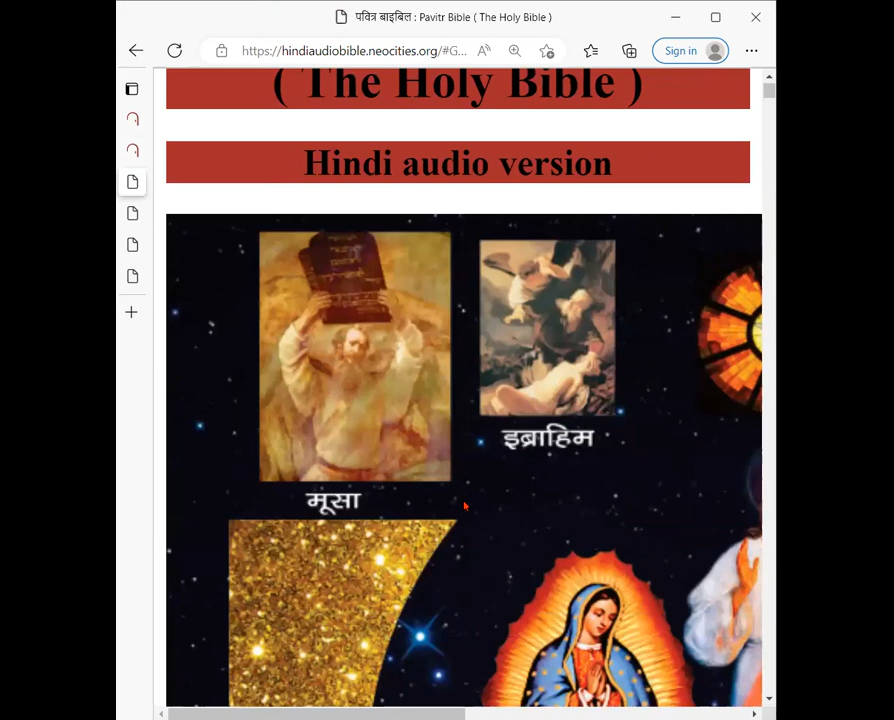 पवित्र बाइबिल : Pavitr Bible ( The Holy Bible )
https://hindiaudiobible.neocities.org/#G...
Sign in
( The Holy Bible )
Hindi audio version
इब्राहिम
मूसा